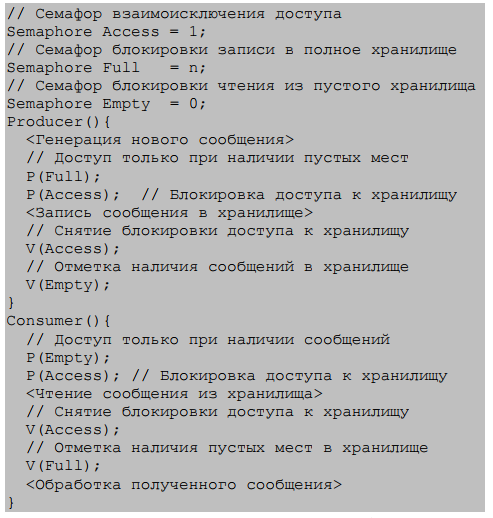 // Семафор взаимоисключения доступа
Semaphore Access = 1;
// Семафор блокировки записи в полное хранилище
Semaphore Full   = n;
// Семафор блокировки чтения из пустого хранилища
Semaphore Empty  = 0;
Producer(){
  <Генерация нового сообщения>
  // Доступ только при наличии пустых мест
  P(Full);
  P(Access);  // Блокировка доступа к хранилищу
  <Запись сообщения в хранилище>
  // Снятие блокировки доступа к хранилищу
  V(Access);
  // Отметка наличия сообщений в хранилище
  V(Empty);
}
Consumer(){
  // Доступ только при наличии сообщений
  P(Empty);
  P(Access); // Блокировка доступа к хранилищу
  <Чтение сообщения из хранилища>
  // Снятие блокировки доступа к хранилищу
  V(Access);
  // Отметка наличия пустых мест в хранилище
  V(Full);
  <Обработка полученного сообщения>
}